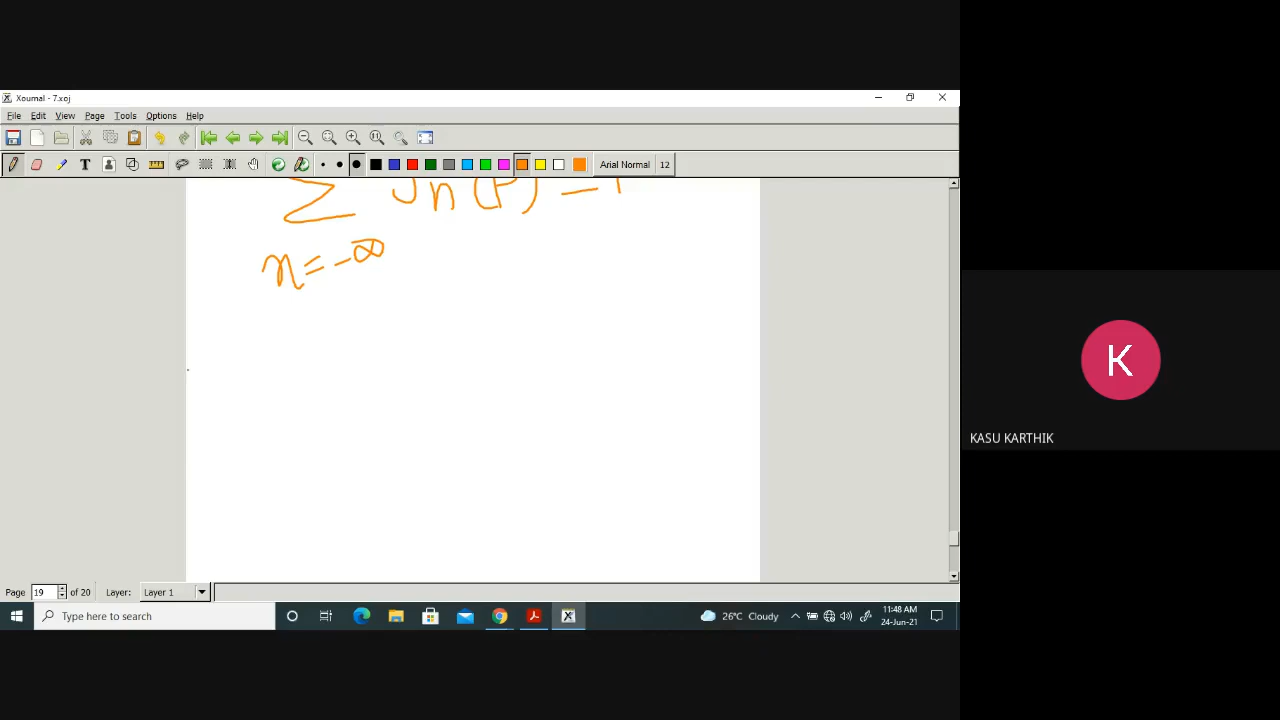 Xournal - 7.xoj
File Edit View Page Tools Options Help
Arial Normal 12
∑ Jn(β) = 1
n = -∞
K
KASU KARTHIK
Page 19 of 20 Layer: Layer 1
Type here to search
26°C Cloudy
11:48 AM
24-Jun-21